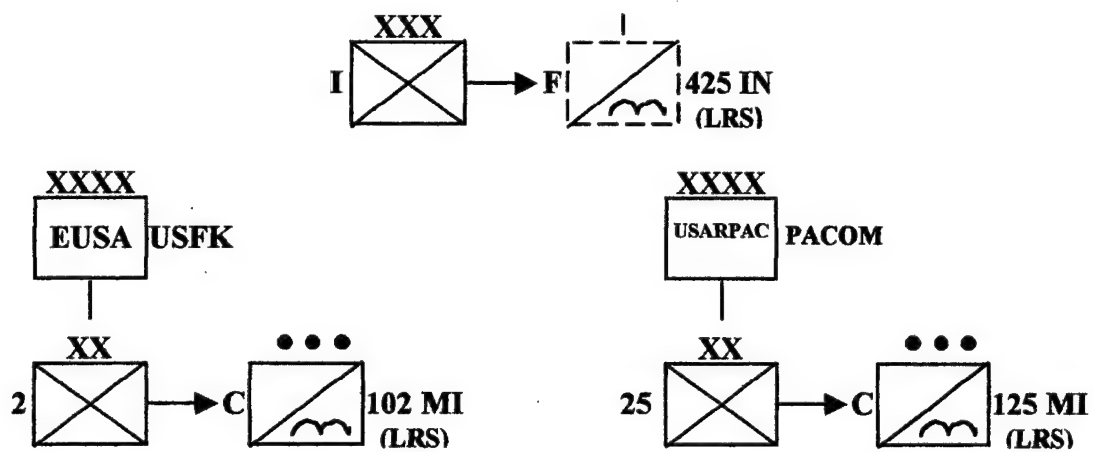 XXX
I F 425 IN
(LRS)
XXXX XXXX
EUSA USFK USARPAC PACOM
XX XX
2 C 102 MI 25 C 125 MI
(LRS) (LRS)